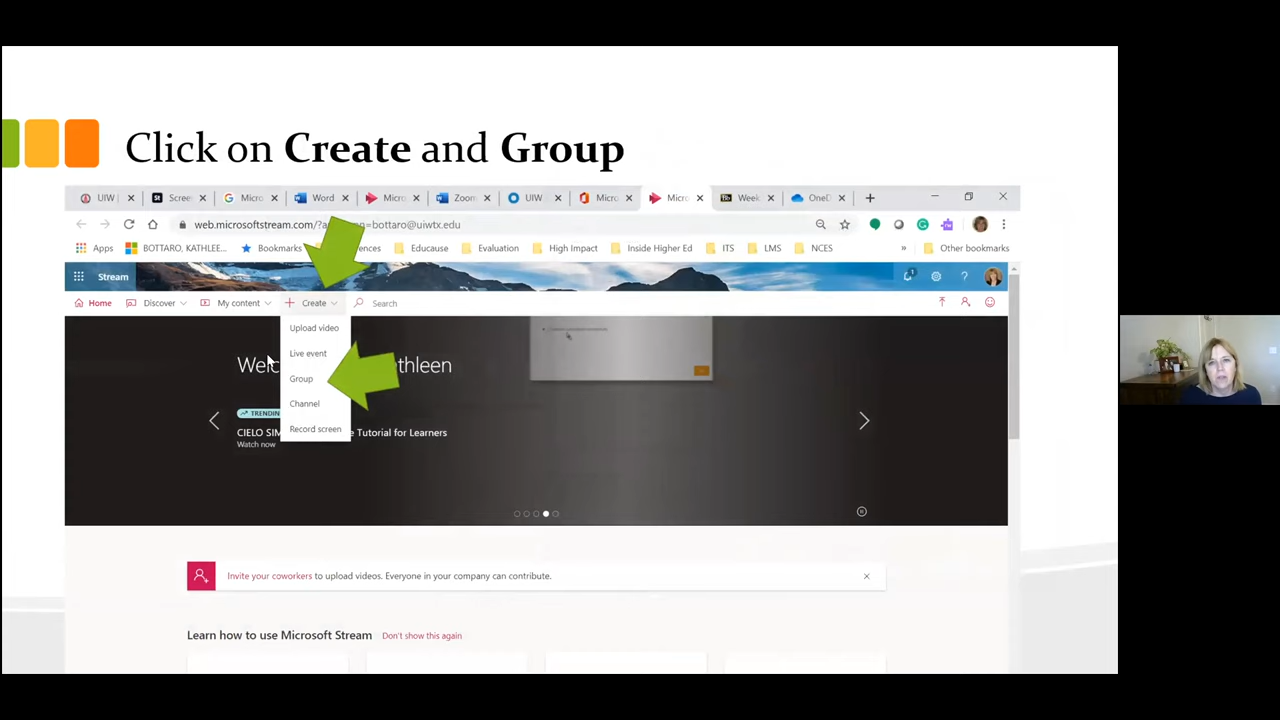 Click on Create and Group
UIW | Scree Micro Word Micro Zoom UIW Micro Micro Week OneD
web.microsoftstream.com/? =bottaro@uiwtx.edu
Apps BOTTARO, KATHLEE... Bookmarks erences Educause Evaluation High Impact Inside Higher Ed ITS LMS NCES » Other bookmarks
Stream
Home Discover My content Create Search
Upload video
Live event
Group
Channel
Record screen
Welc thleen
TRENDIN
CIELO SIM e Tutorial for Learners
Watch now
Invite your coworkers to upload videos. Everyone in your company can contribute.
Learn how to use Microsoft Stream Don't show this again